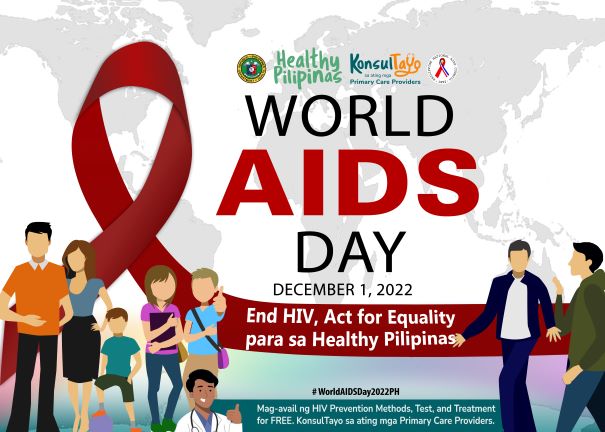 Healthy
Pilipinas
KonsulTayo
sa ating mga
Primary Care Providers
WORLD
AIDS
DAY
DECEMBER 1, 2022
End HIV, Act for Equality
para sa Healthy Pilipinas
# WorldAIDSDay2022PH
Mag-avail ng HIV Prevention Methods, Test, and Treatment
for FREE. KonsulTayo sa ating mga Primary Care Providers.